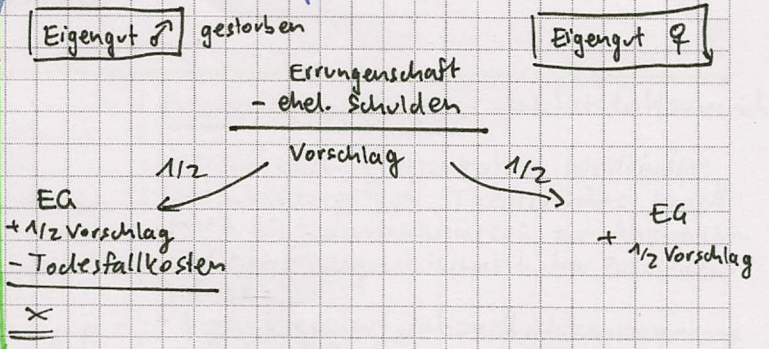 Eigengut ♂ gestorben
Eigengut ♀
Errungenschaft
- ehel. Schulden
Vorschlag
1/2
1/2
EG
+ 1/2 Vorschlag
- Todesfallkosten
x
EG
+ 1/2 Vorschlag